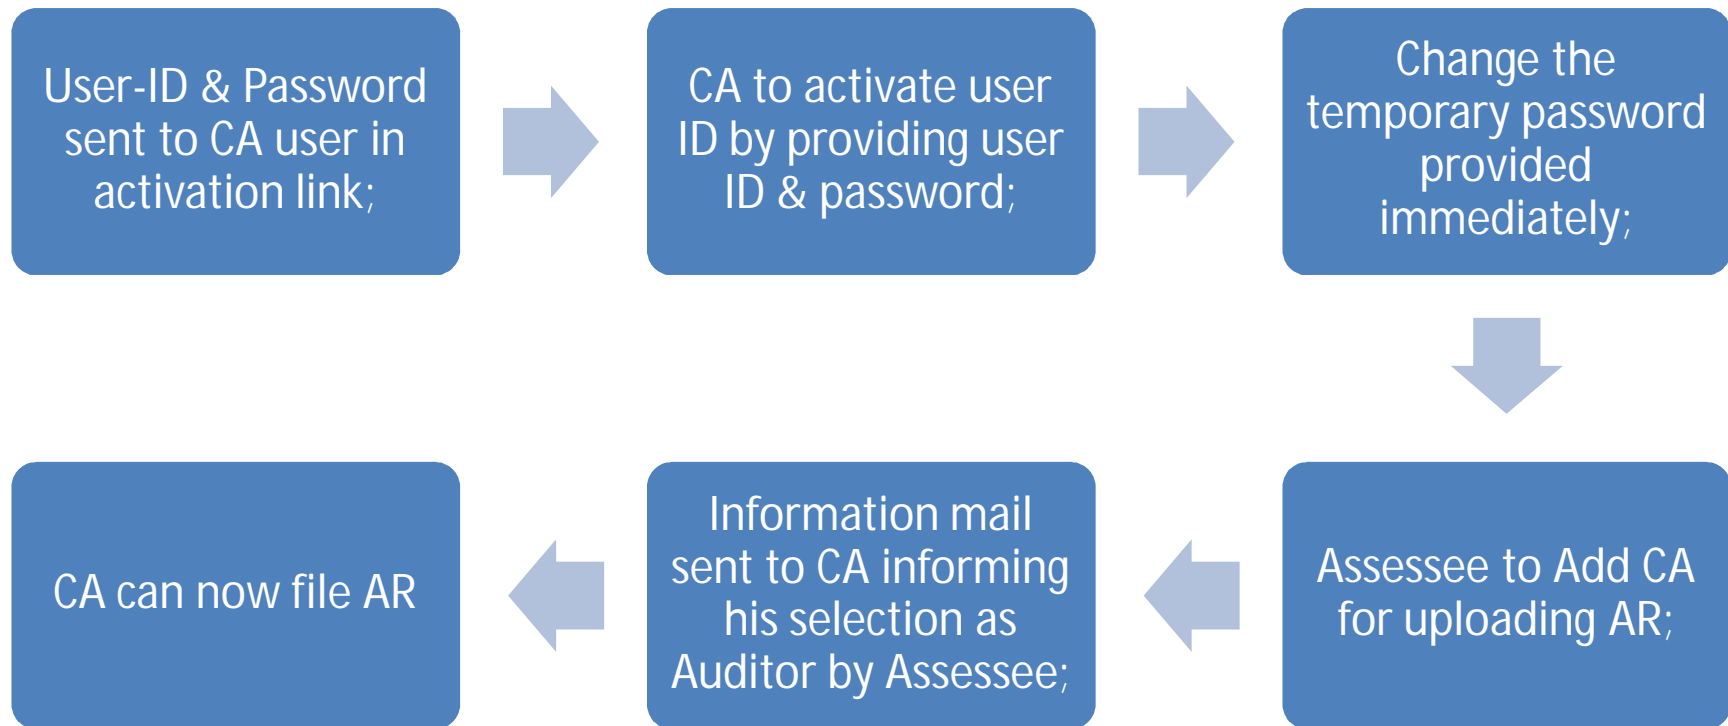 User-ID & Password
sent to CA user in
activation link;
CA to activate user
ID by providing user
ID & password;
Change the
temporary password
provided
immediately;
Assessee to Add CA
for uploading AR;
Information mail
sent to CA informing
his selection as
Auditor by Assessee;
CA can now file AR